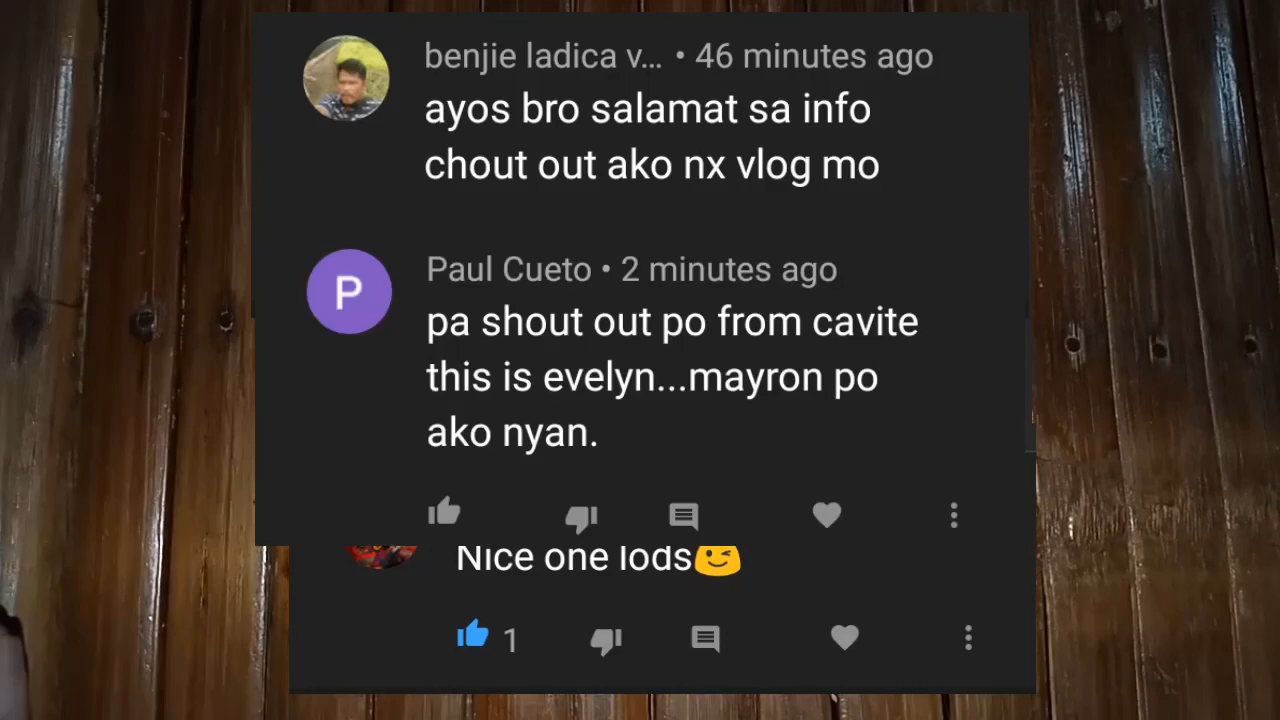 benjie ladica v... • 46 minutes ago
ayos bro salamat sa info
chout out ako nx vlog mo
P
Paul Cueto • 2 minutes ago
pa shout out po from cavite
this is evelyn...mayron po
ako nyan.
Nice one lods😉
1